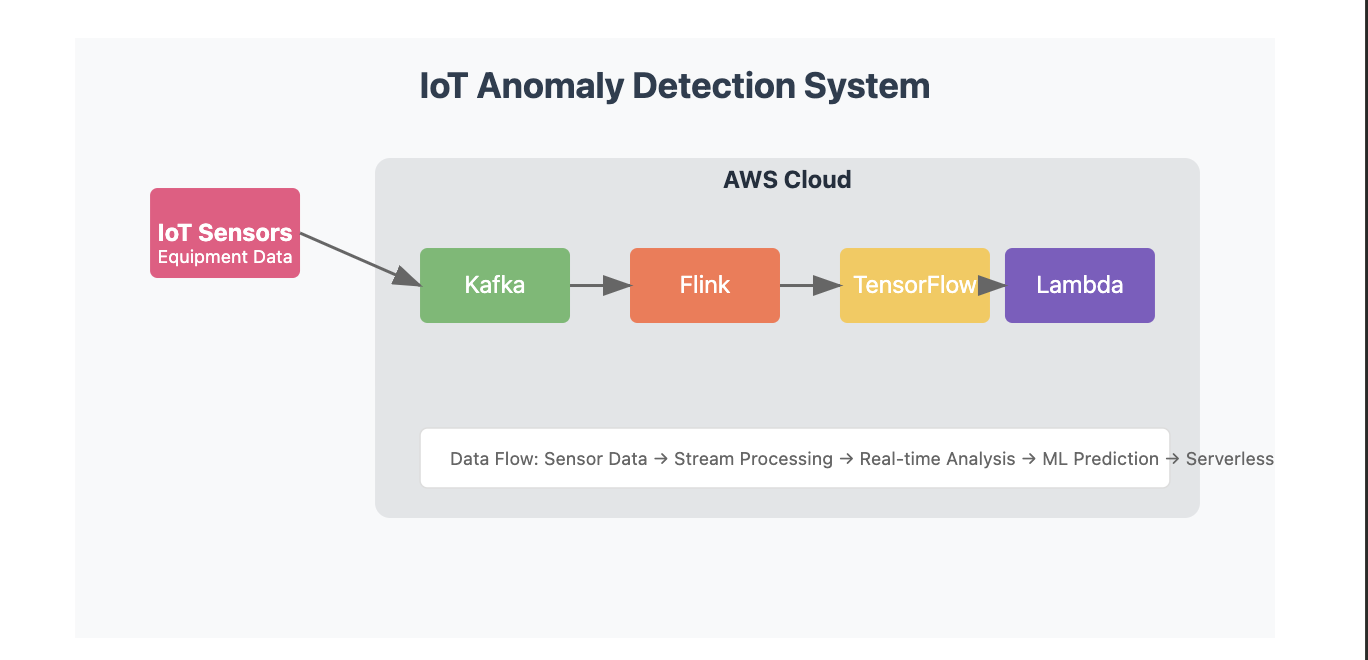 IoT Anomaly Detection System
AWS Cloud
IoT Sensors
Equipment Data
Kafka
Flink
TensorFlow
Lambda
Data Flow: Sensor Data → Stream Processing → Real-time Analysis → ML Prediction → Serverless